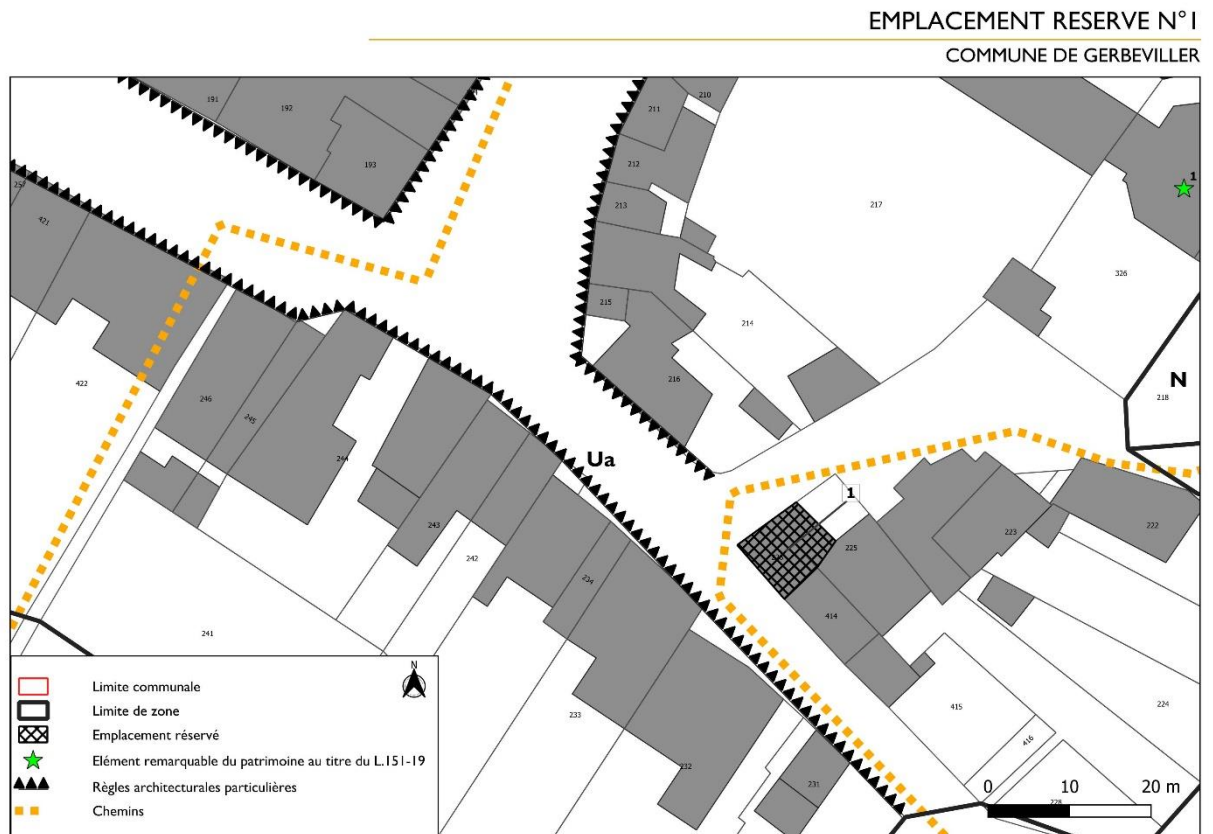 EMPLACEMENT RESERVE N°1
COMMUNE DE GERBEVILLER
191
192
193
210
211
212
213
215
216
214
217
326
1
N
218
421
422
246
245
244
243
242
241
Ua
234
233
232
231
1
225
414
223
222
415
416
224
228
N
Limite communale
Limite de zone
Emplacement réservé
Elément remarquable du patrimoine au titre du L.151-19
Règles architecturales particulières
Chemins
0 10 20 m